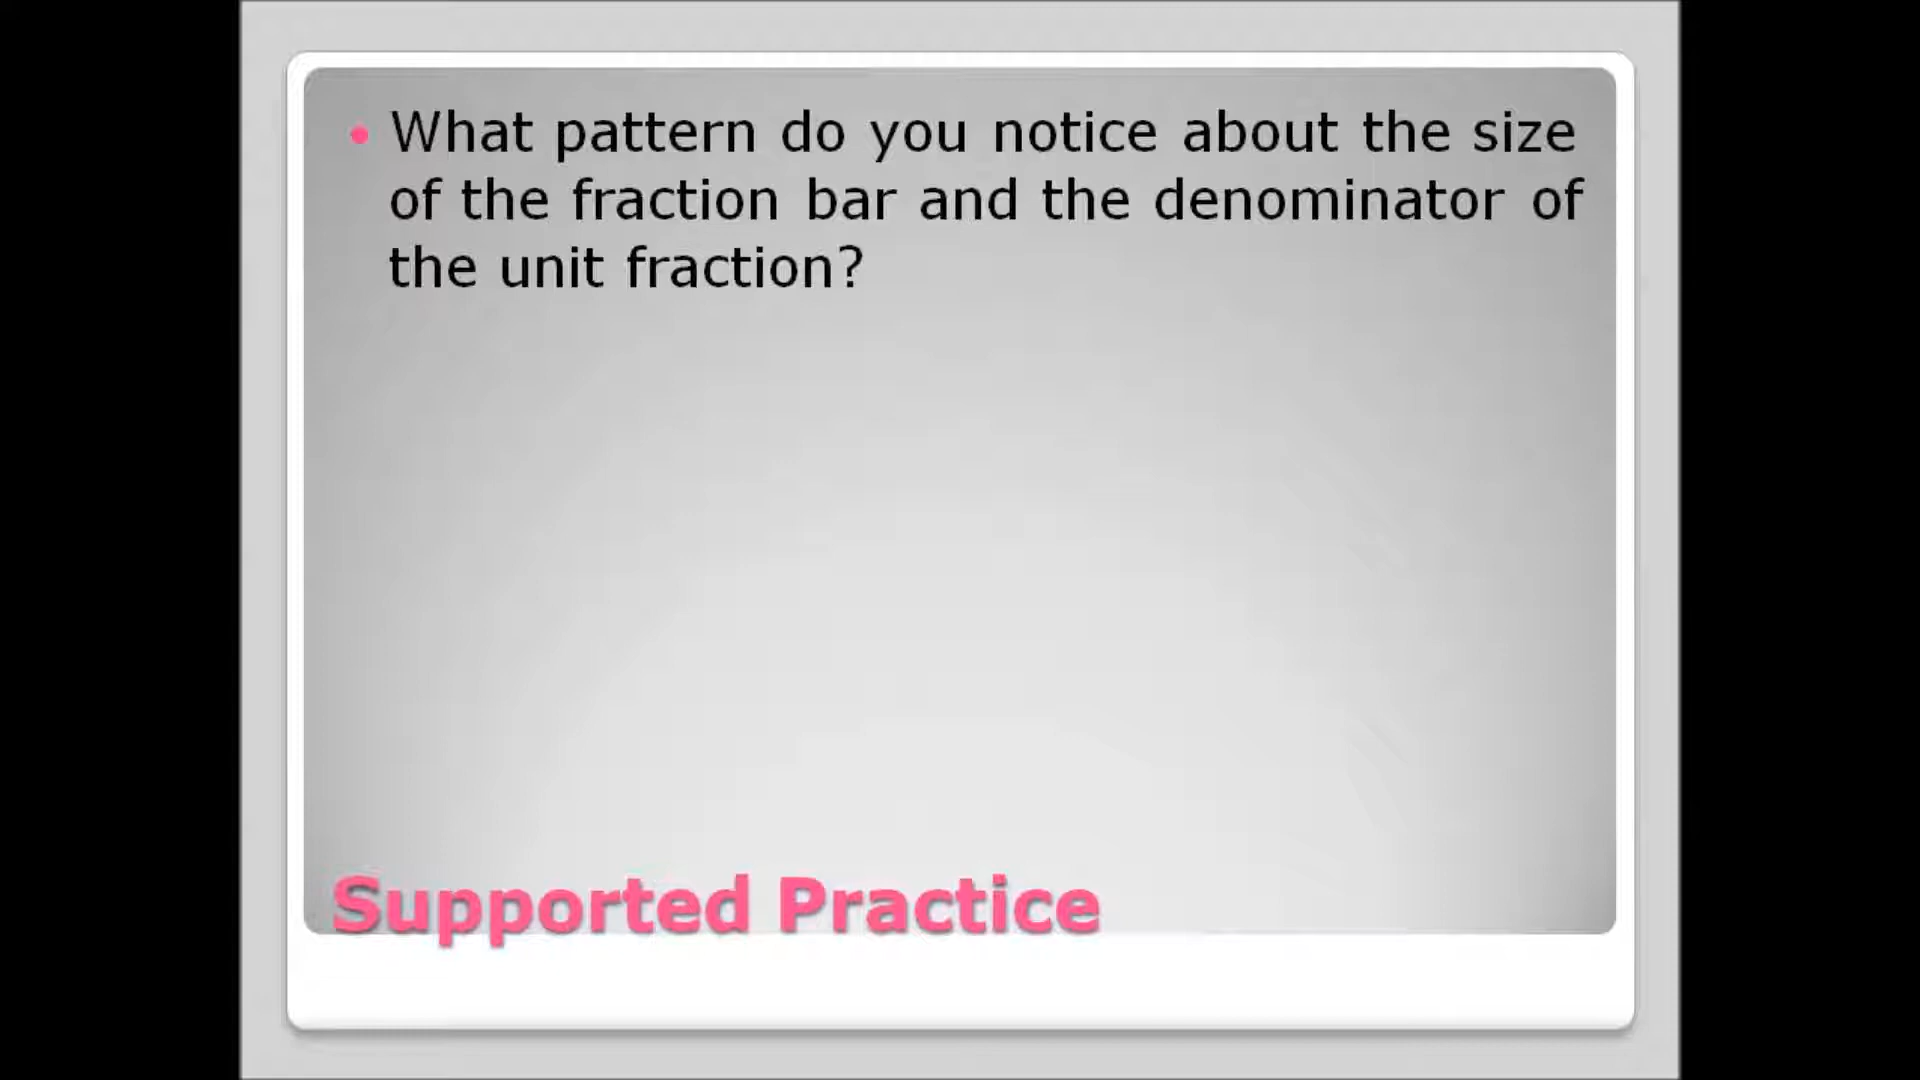 • What pattern do you notice about the size
of the fraction bar and the denominator of
the unit fraction?
Supported Practice